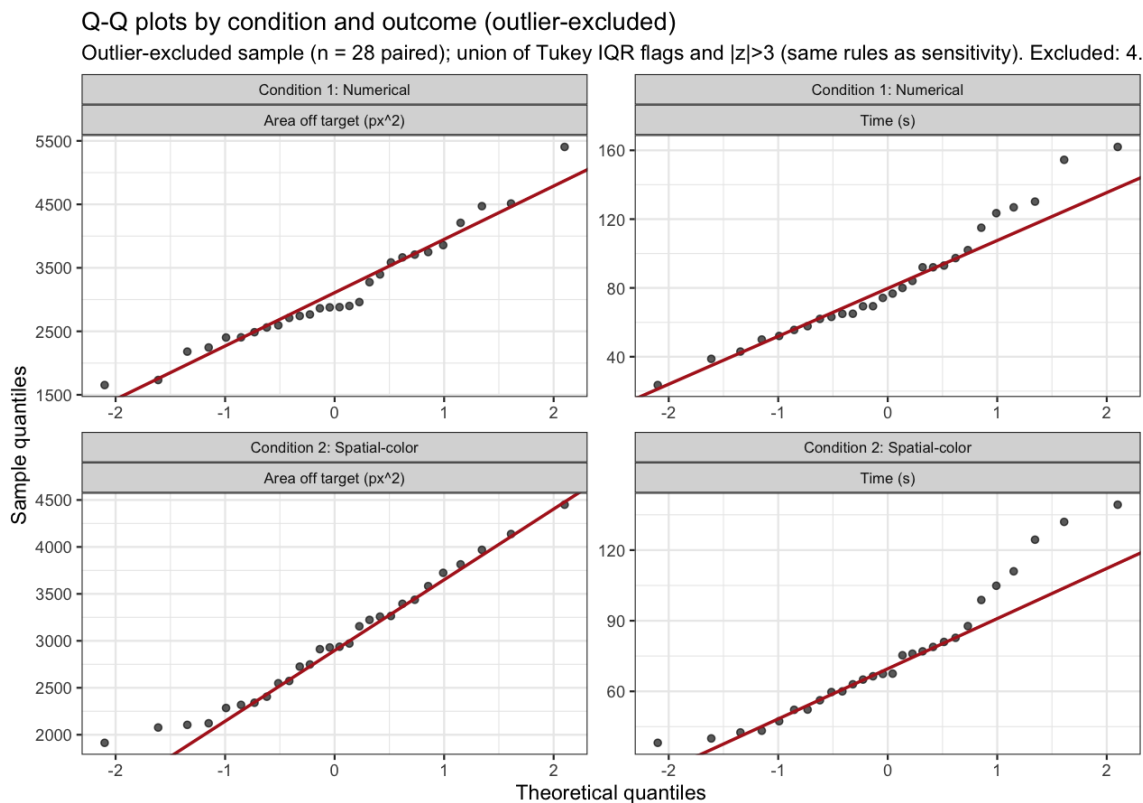 Q-Q plots by condition and outcome (outlier-excluded)
Outlier-excluded sample (n = 28 paired); union of Tukey IQR flags and |z|>3 (same rules as sensitivity). Excluded: 4.
Condition 1: Numerical
Area off target (px^2)
5500
4500
3500
2500
1500
-2 -1 0 1 2
Condition 1: Numerical
Time (s)
160
120
80
40
-2 -1 0 1 2
Sample quantiles
Condition 2: Spatial-color
Area off target (px^2)
4500
4000
3500
3000
2500
2000
-2 -1 0 1 2
Condition 2: Spatial-color
Time (s)
120
90
60
-2 -1 0 1 2
Theoretical quantiles